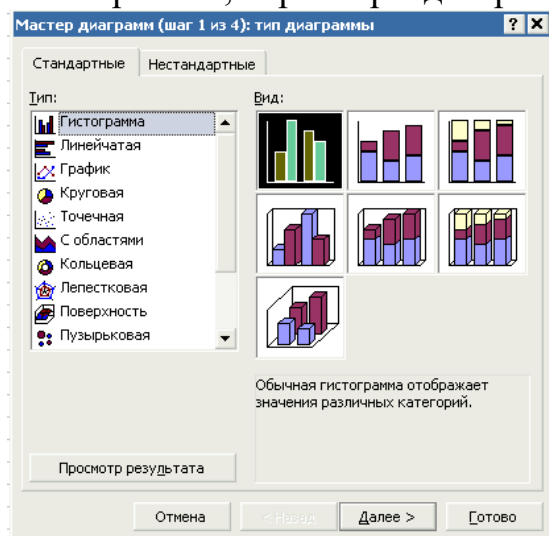 Мастер диаграмм (шаг 1 из 4): тип диаграммы
Стандартные Нестандартные
Тип:
Гистограмма
Линейчатая
График
Круговая
Точечная
С областями
Кольцевая
Лепестковая
Поверхность
Пузырьковая
Вид:
Обычная гистограмма отображает
значения различных категорий.
Просмотр результата
Отмена < Назад Далее > Готово